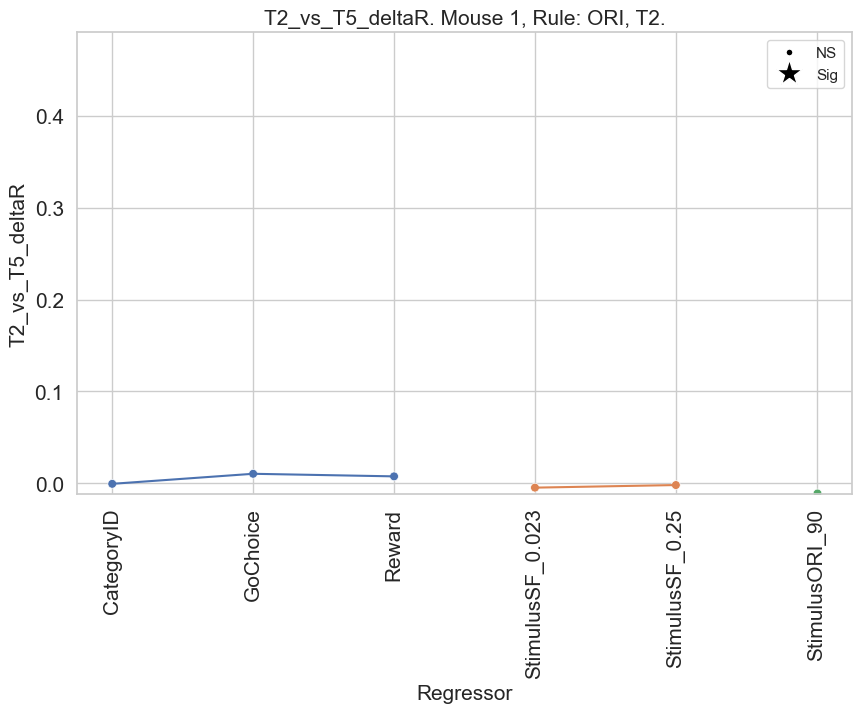 T2_vs_T5_deltaR. Mouse 1, Rule: ORI, T2.
NS
Sig
T2_vs_T5_deltaR
0.4
0.3
0.2
0.1
0.0
CategoryID
GoChoice
Reward
StimulusSF_0.023
StimulusSF_0.25
StimulusORI_90
Regressor